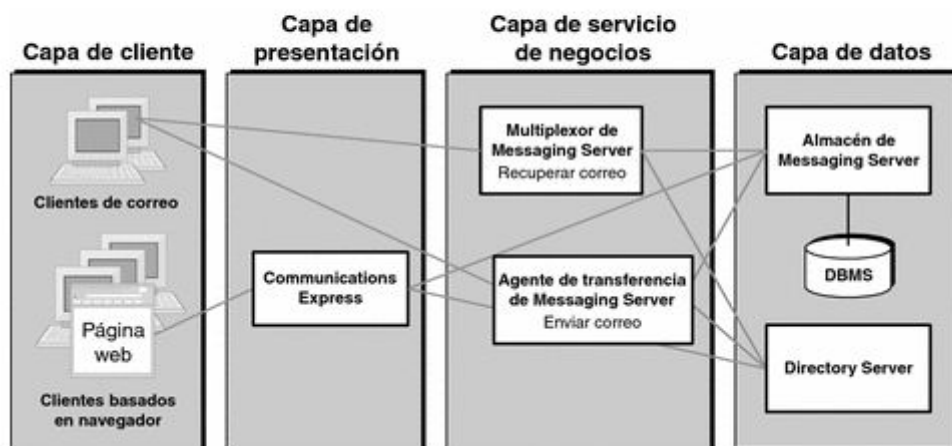 Capa de cliente
Capa de
presentación
Capa de servicio
de negocios
Capa de datos
Clientes de correo
Página
web
Clientes basados
en navegador
Communications
Express
Multiplexor de
Messaging Server
Recuperar correo
Agente de transferencia
de Messaging Server
Enviar correo
Almacén de
Messaging Server
DBMS
Directory Server